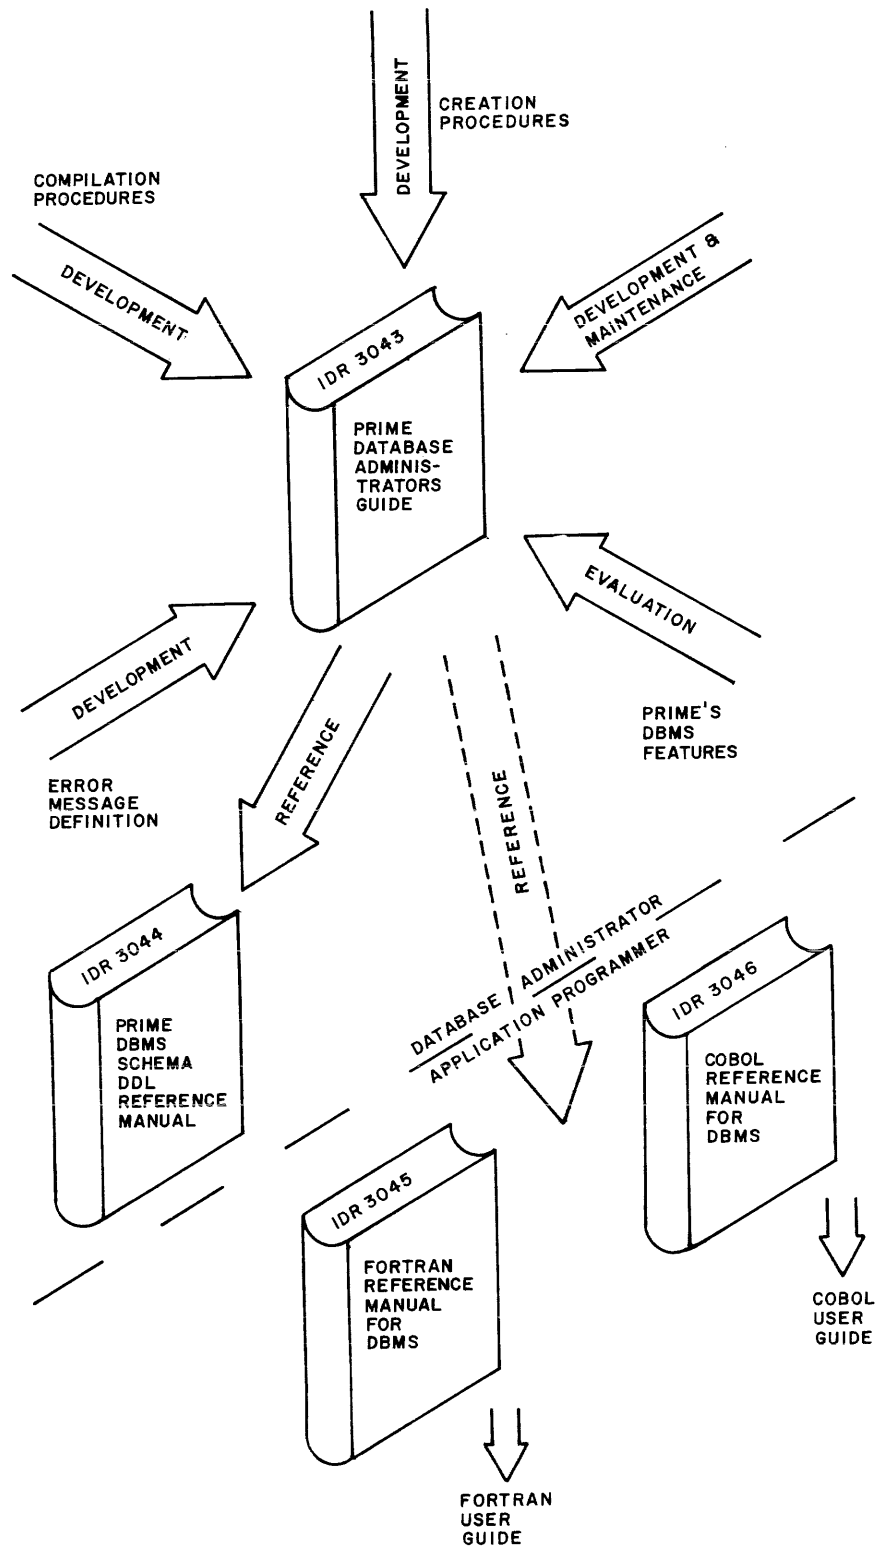 DEVELOPMENT
CREATION
PROCEDURES
COMPILATION
PROCEDURES
DEVELOPMENT
DEVELOPMENT &
MAINTENANCE
IDR 3043
PRIME
DATABASE
ADMINIS-
TRATORS
GUIDE
EVALUATION
PRIME'S
DBMS
FEATURES
DEVELOPMENT
ERROR
MESSAGE
DEFINITION
REFERENCE
REFERENCE
DATABASE ADMINISTRATOR
APPLICATION PROGRAMMER
IDR 3044
PRIME
DBMS
SCHEMA
DDL
REFERENCE
MANUAL
IDR 3046
COBOL
REFERENCE
MANUAL
FOR
DBMS
IDR 3045
FORTRAN
REFERENCE
MANUAL
FOR
DBMS
COBOL
USER
GUIDE
FORTRAN
USER
GUIDE